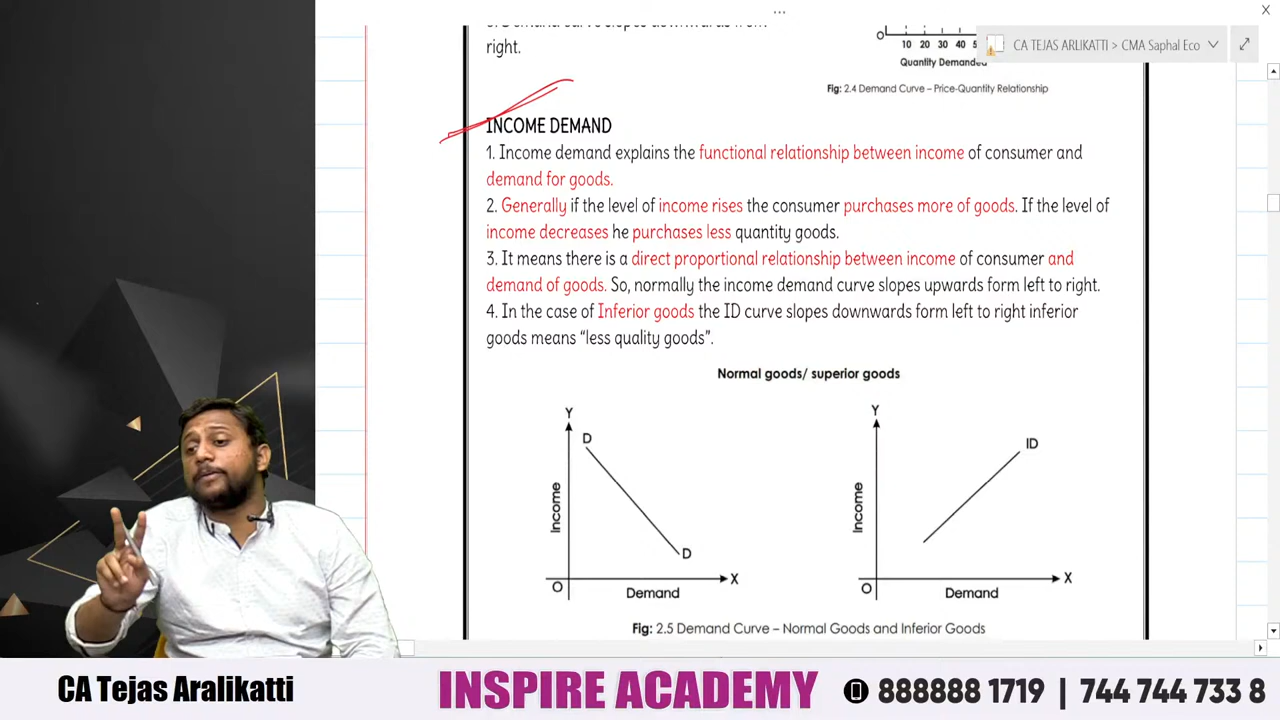 ...
x
right.
O
10 20 30 40
Quantity Demanded
CA TEJAS ARLIKATTI > CMA Saphal Eco
Fig: 2.4 Demand Curve – Price-Quantity Relationship
INCOME DEMAND
1. Income demand explains the functional relationship between income of consumer and
demand for goods.
2. Generally if the level of income rises the consumer purchases more of goods. If the level of
income decreases he purchases less quantity goods.
3. It means there is a direct proportional relationship between income of consumer and
demand of goods. So, normally the income demand curve slopes upwards form left to right.
4. In the case of Inferior goods the ID curve slopes downwards form left to right inferior
goods means “less quality goods”.
Normal goods/ superior goods
Y
D
Income
D
O
X
Demand
Y
ID
Income
O
X
Demand
Fig: 2.5 Demand Curve – Normal Goods and Inferior Goods
CA Tejas Aralikatti
INSPIRE ACADEMY
888888 1719 | 744 744 733 8